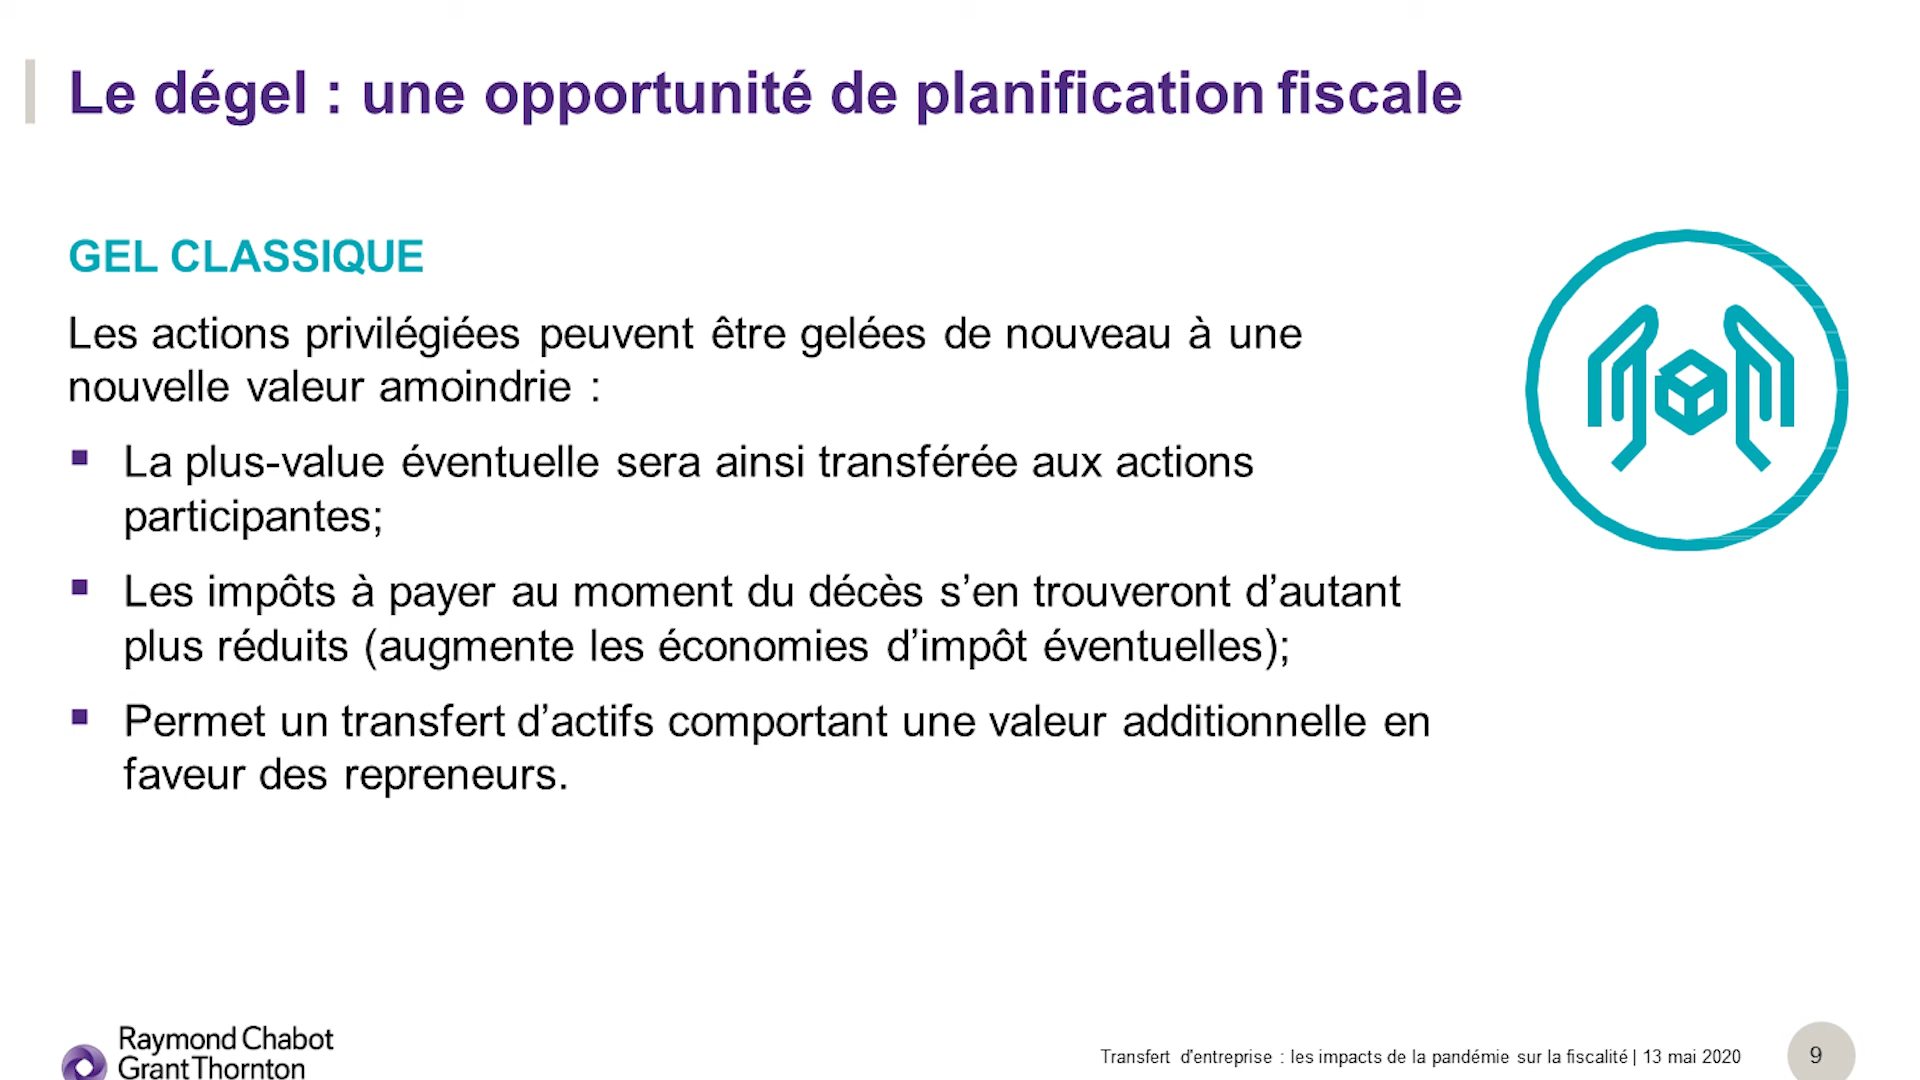 Le dégel : une opportunité de planification fiscale
GEL CLASSIQUE
Les actions privilégiées peuvent être gelées de nouveau à une
nouvelle valeur amoindrie :
La plus-value éventuelle sera ainsi transférée aux actions
participantes;
Les impôts à payer au moment du décès s’en trouveront d’autant
plus réduits (augmente les économies d’impôt éventuelles);
Permet un transfert d’actifs comportant une valeur additionnelle en
faveur des repreneurs.
Raymond Chabot
Grant Thornton
Transfert d’entreprise : les impacts de la pandémie sur la fiscalité | 13 mai 2020
9